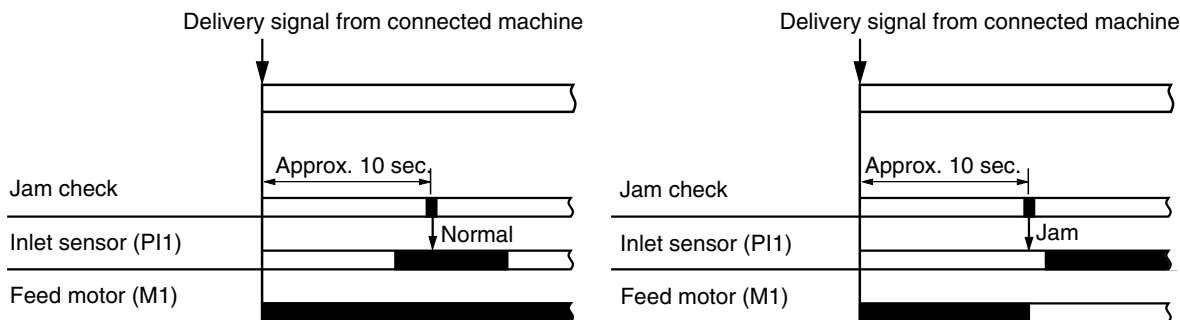 Delivery signal from connected machine
Approx. 10 sec.
Jam check
Normal
Inlet sensor (PI1)
Feed motor (M1)
Delivery signal from connected machine
Approx. 10 sec.
Jam check
Jam
Inlet sensor (PI1)
Feed motor (M1)